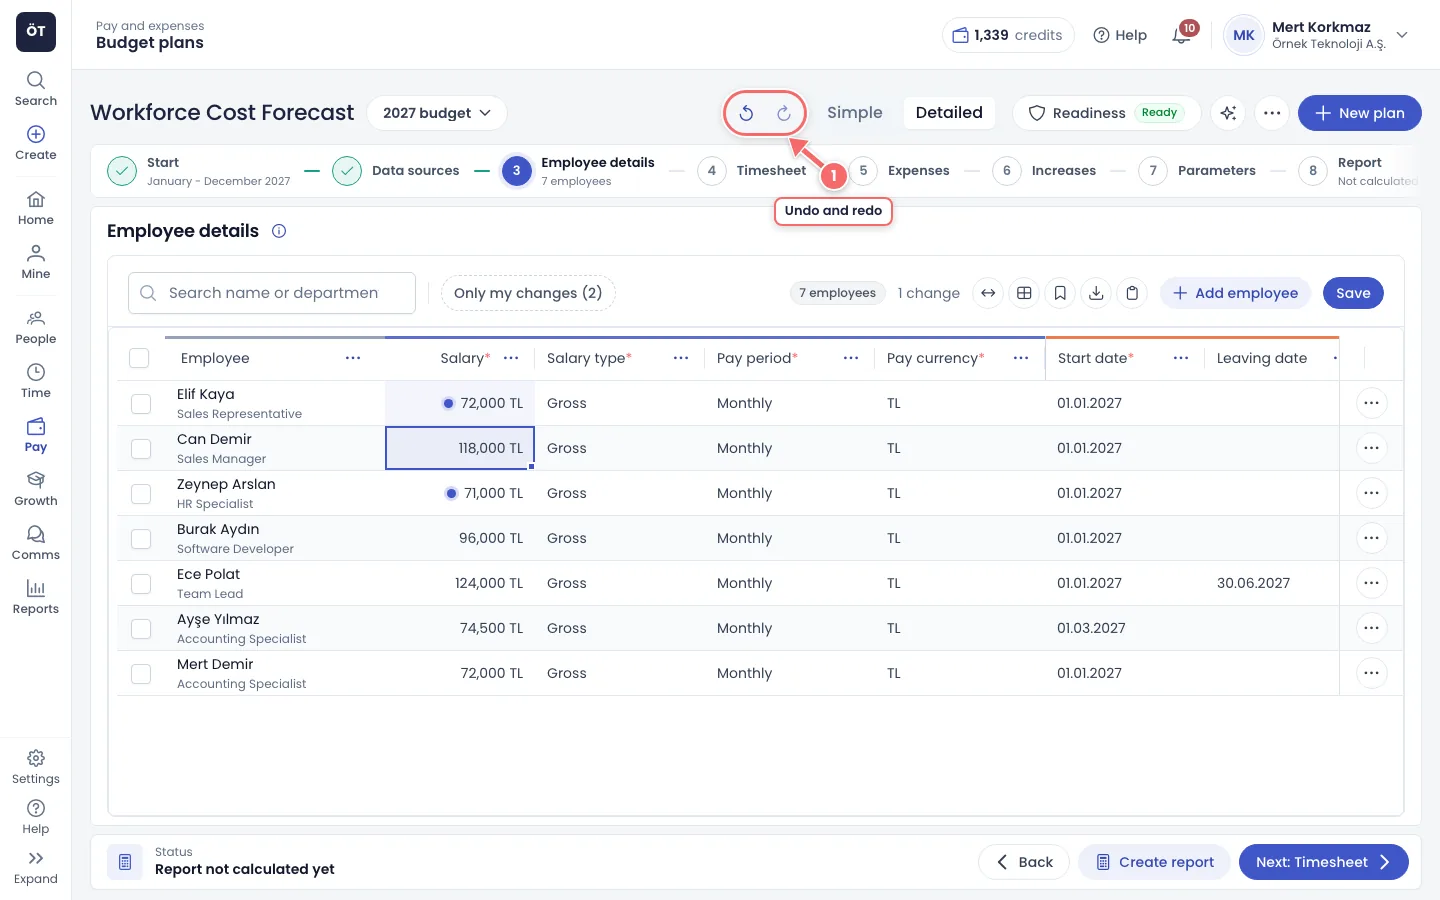 ÖT
Pay and expenses
Budget plans
1,339 credits
Help
10
MK
Mert Korkmaz
Örnek Teknoloji A.Ş.
Search
Create
Home
Mine
People
Time
Pay
Growth
Comms
Reports
Settings
Help
Expand
Workforce Cost Forecast
2027 budget
Simple
Detailed
Readiness Ready
New plan
Start
January - December 2027
Data sources
3
Employee details
7 employees
4 Timesheet
5 Expenses
6 Increases
7 Parameters
8
Report
Not calculated
1
Undo and redo
Employee details
Search name or departmen
Only my changes (2)
7 employees
1 change
Add employee
Save
Employee Salary* Salary type* Pay period* Pay currency* Start date* Leaving date
Elif Kaya
Sales Representative
72,000 TL Gross Monthly TL 01.01.2027
Can Demir
Sales Manager
118,000 TL Gross Monthly TL 01.01.2027
Zeynep Arslan
HR Specialist
71,000 TL Gross Monthly TL 01.01.2027
Burak Aydın
Software Developer
96,000 TL Gross Monthly TL 01.01.2027
Ece Polat
Team Lead
124,000 TL Gross Monthly TL 01.01.2027 30.06.2027
Ayşe Yılmaz
Accounting Specialist
74,500 TL Gross Monthly TL 01.03.2027
Mert Demir
Accounting Specialist
72,000 TL Gross Monthly TL 01.01.2027
Status
Report not calculated yet
Back
Create report
Next: Timesheet